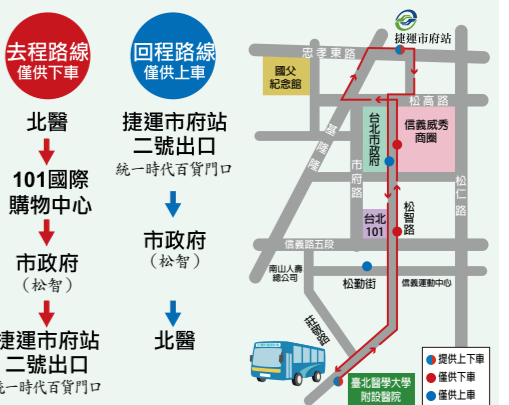 去程路線
僅供下車
北醫
101國際
購物中心
市政府
（松智）
捷運市府站
二號出口
統一時代百貨門口
回程路線
僅供上車
捷運市府站
二號出口
統一時代百貨門口
市政府
（松智）
北醫
捷運市府站
忠孝東路
國父
紀念館
松高路
台北市政府
信義威秀
商圈
基隆路
市府路
松仁路
台北
101
松智路
信義路五段
南山人壽
總公司
松勤街
信義運動中心
莊敬路
臺北醫學大學
附設醫院
提供上下車
僅供下車
僅供上車